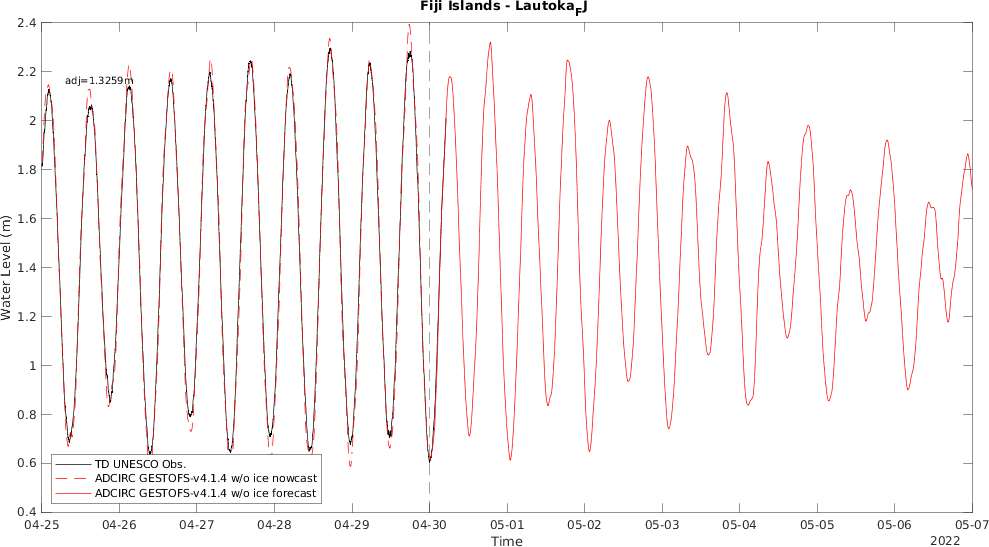 Fiji Islands - Lautoka_FJ
2.4
2.2
2
1.8
1.6
1.4
1.2
1
0.8
0.6
0.4
Water Level (m)
adj=1.3259m
TD UNESCO Obs.
ADCIRC GESTOFS-v4.1.4 w/o ice nowcast
ADCIRC GESTOFS-v4.1.4 w/o ice forecast
04-25 04-26 04-27 04-28 04-29 04-30 05-01 05-02 05-03 05-04 05-05 05-06 05-07
Time
2022